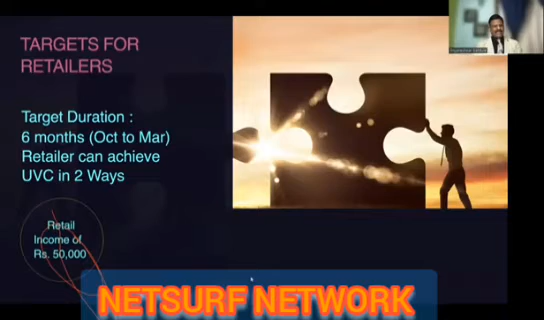 TARGETS FOR
RETAILERS
Target Duration :
6 months (Oct to Mar)
Retailer can achieve
UVC in 2 Ways
Retail
Income of
Rs. 50,000
NETSURF NETWORK